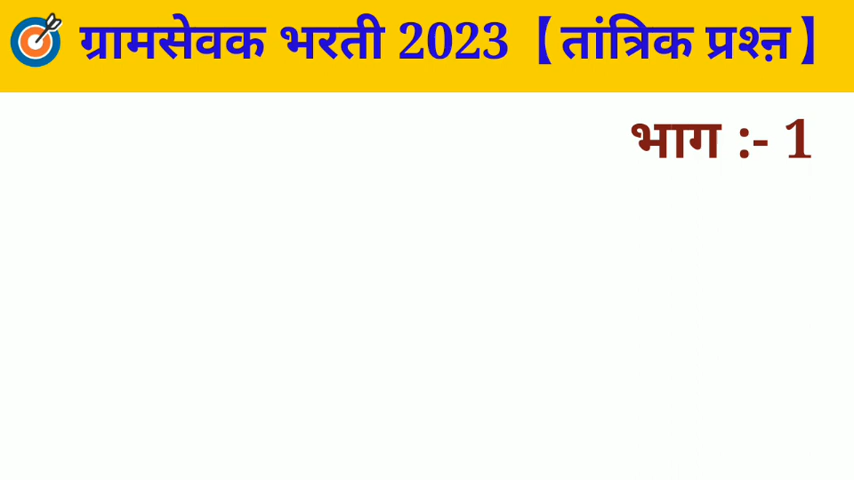 ग्रामसेवक भरती 2023【तांत्रिक प्रश्ऩ】
भाग :- 1